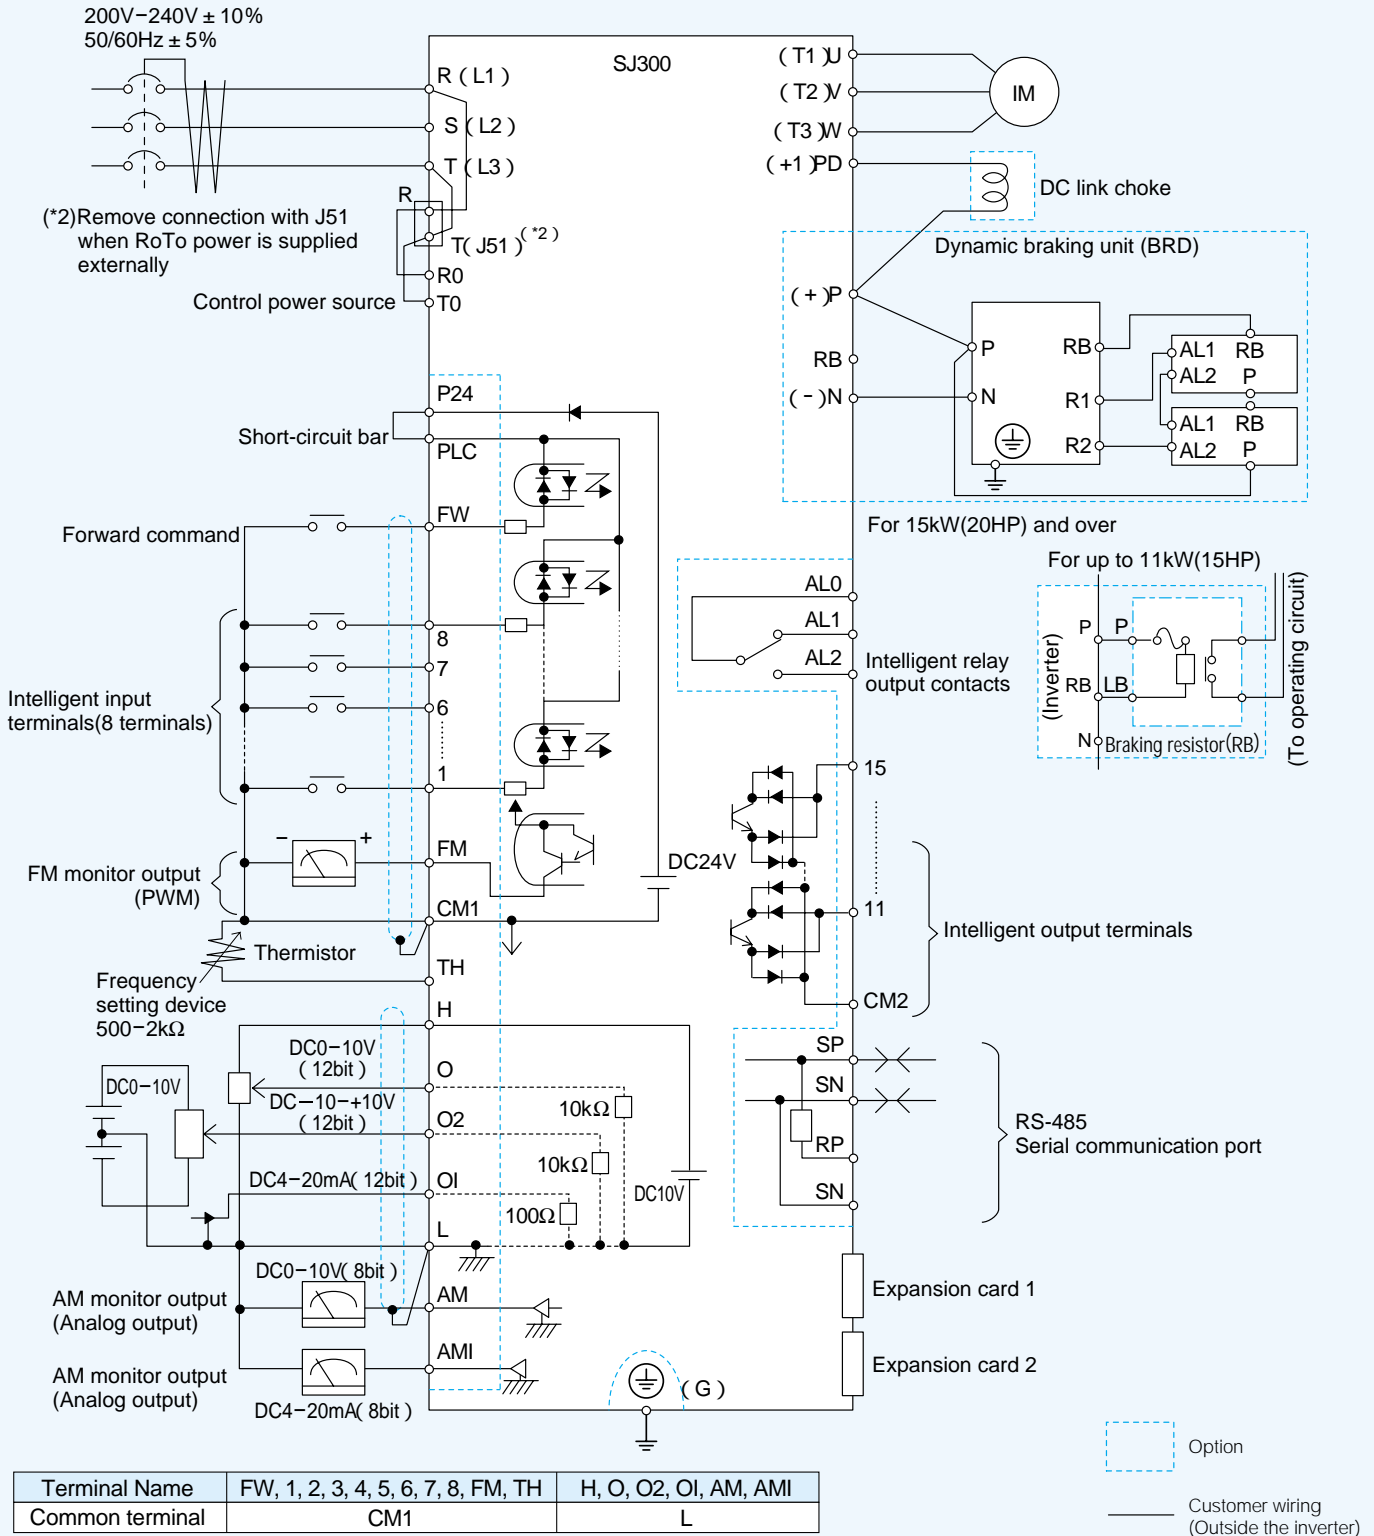 200V−240V ± 10%
50/60Hz ± 5%
SJ300
R ( L1 )
S ( L2 )
T ( L3 )
R
T( J51 ) ( *2 )
R0
T0
(*2)Remove connection with J51
when RoTo power is supplied
externally
Control power source
( T1 )U
( T2 )V
( T3 )W
( +1 )PD
IM
DC link choke
Dynamic braking unit (BRD)
( + )P
RB
( - )N
P
N
RB
R1
R2
AL1 RB
AL2 P
AL1 RB
AL2 P
For 15kW(20HP) and over
P24
Short-circuit bar
PLC
FW
Forward command
8
7
6
1
Intelligent input
terminals(8 terminals)
− +
FM
FM monitor output
(PWM)
CM1
Thermistor
TH
Frequency
setting device
500−2kΩ
DC24V
AL0
AL1
AL2
Intelligent relay
output contacts
For up to 11kW(15HP)
(Inverter)
P P
RB LB
N
Braking resistor(RB)
(To operating circuit)
15
11
CM2
Intelligent output terminals
H
DC0−10V
( 12bit )
O
DC0−10V
DC−10−+10V
( 12bit )
O2
DC4−20mA( 12bit )
OI
L
10kΩ
10kΩ
100Ω
DC10V
SP
SN
RP
SN
RS-485
Serial communication port
DC0−10V( 8bit )
AM
AM monitor output
(Analog output)
AMI
AM monitor output
(Analog output)
DC4−20mA( 8bit )
( G )
Expansion card 1
Expansion card 2
Option
Customer wiring
(Outside the inverter)
Terminal Name FW, 1, 2, 3, 4, 5, 6, 7, 8, FM, TH H, O, O2, OI, AM, AMI
Common terminal CM1 L